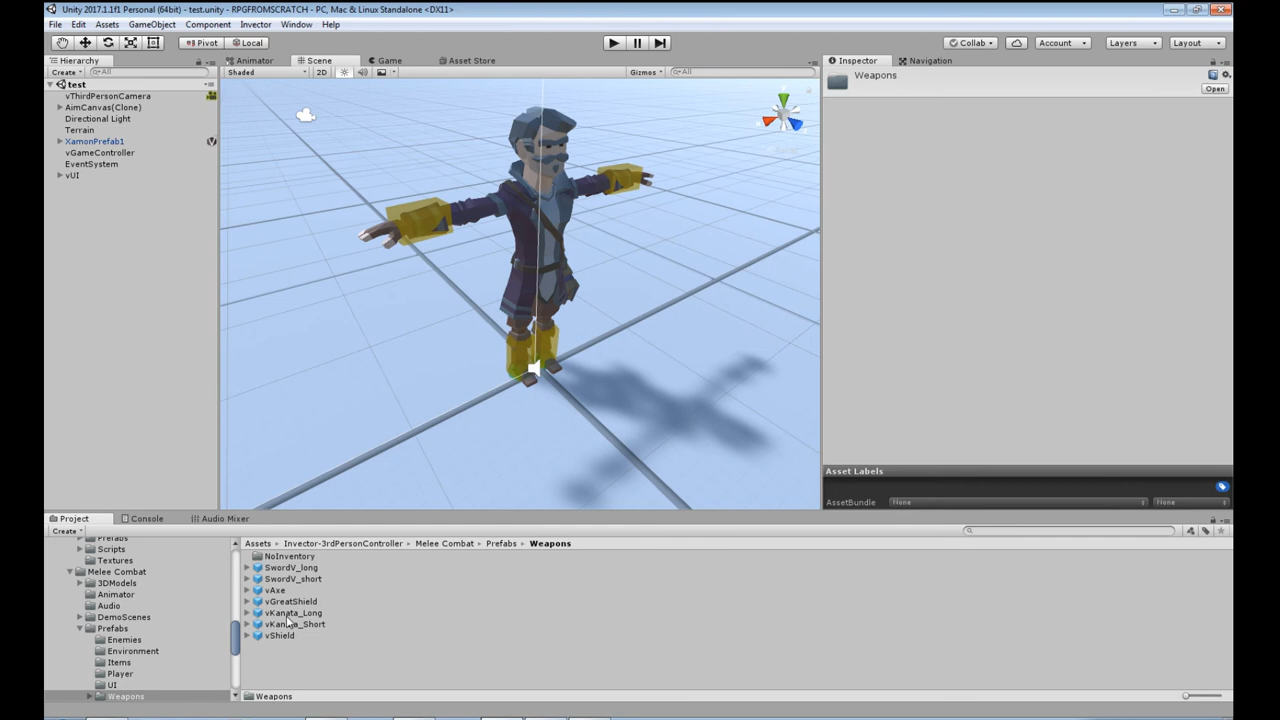 Unity 2017.1.1f1 Personal (64bit) - test.unity - RPGFROMSCRATCH - PC, Mac & Linux Standalone <DX11>
File Edit Assets GameObject Component Invector Window Help
Pivot Local Collab Account Layers Layout
Hierarchy Animator Scene Game Asset Store Inspector Navigation
Create All Shaded 2D Gizmos All Weapons
Open
test
vThirdPersonCamera
AimCanvas(Clone)
Directional Light
Terrain
XamonPrefab1
vGameController
EventSystem
vUI
Asset Labels
AssetBundle None None
Project Console Audio Mixer
Create
Prefabs
Scripts
Textures
Melee Combat
3DModels
Animator
Audio
DemoScenes
Prefabs
Enemies
Environment
Items
Player
UI
Weapons
Assets Invector-3rdPersonController Melee Combat Prefabs Weapons
NoInventory
SwordV_long
SwordV_short
vAxe
vGreatShield
vKanata_Long
vKanata_Short
vShield
Weapons